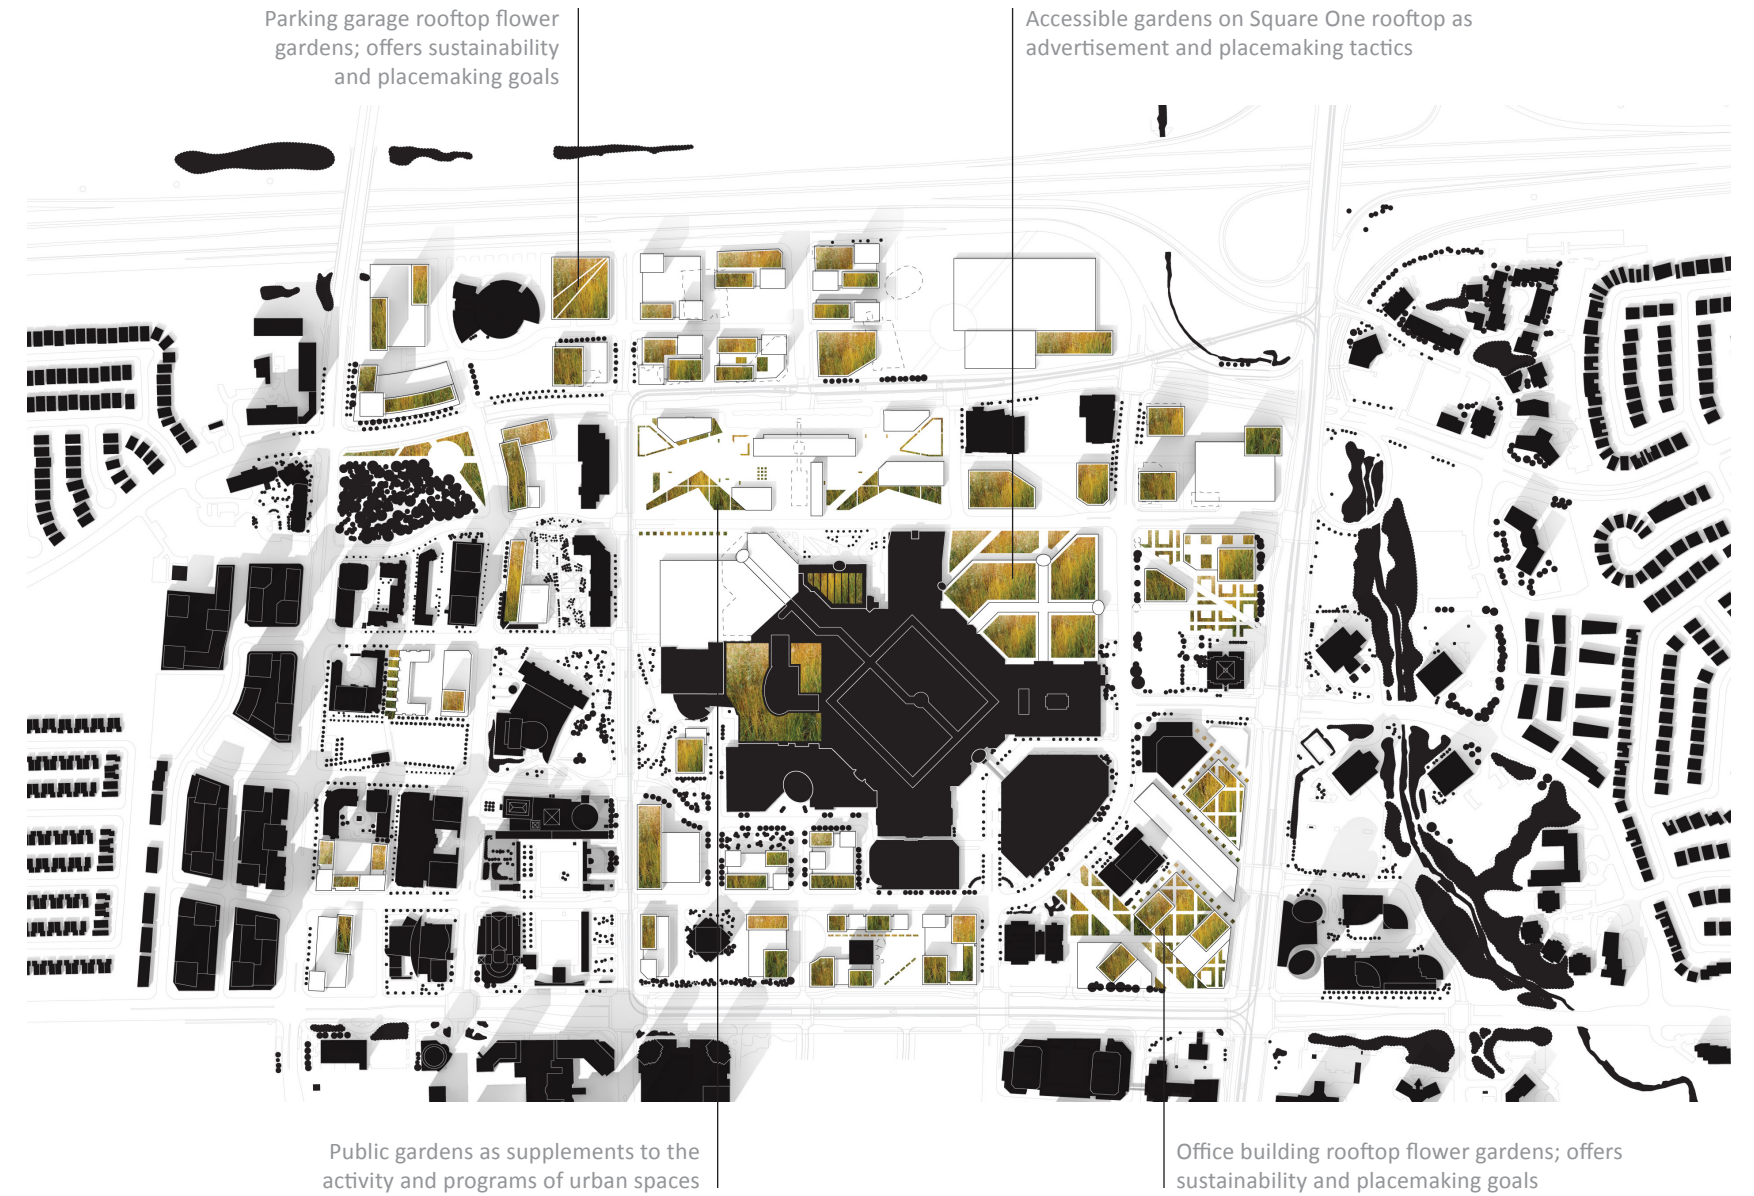 Parking garage rooftop flower
gardens; offers sustainability
and placemaking goals
Accessible gardens on Square One rooftop as
advertisement and placemaking tactics
Public gardens as supplements to the
activity and programs of urban spaces
Office building rooftop flower gardens; offers
sustainability and placemaking goals